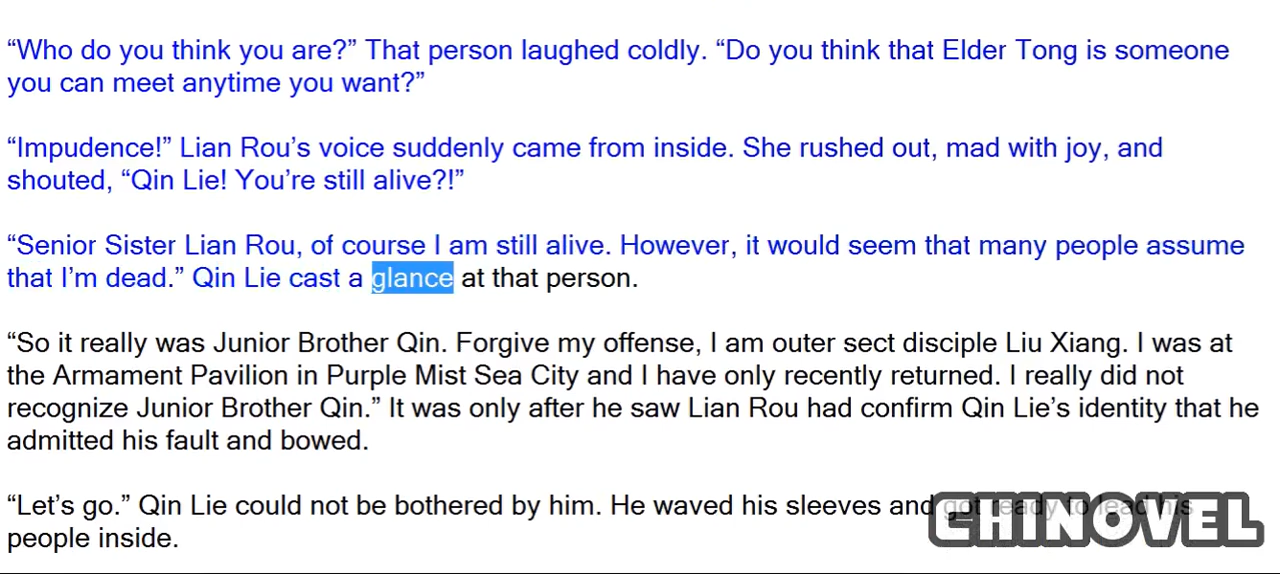 “Who do you think you are?” That person laughed coldly. “Do you think that Elder Tong is someone
you can meet anytime you want?”
“Impudence!” Lian Rou’s voice suddenly came from inside. She rushed out, mad with joy, and
shouted, “Qin Lie! You’re still alive?!”
“Senior Sister Lian Rou, of course I am still alive. However, it would seem that many people assume
that I’m dead.” Qin Lie cast a glance at that person.
“So it really was Junior Brother Qin. Forgive my offense, I am outer sect disciple Liu Xiang. I was at
the Armament Pavilion in Purple Mist Sea City and I have only recently returned. I really did not
recognize Junior Brother Qin.” It was only after he saw Lian Rou had confirm Qin Lie’s identity that he
admitted his fault and bowed.
“Let’s go.” Qin Lie could not be bothered by him. He waved his sleeves and got ready to lead his
people inside.
CHINOVEL